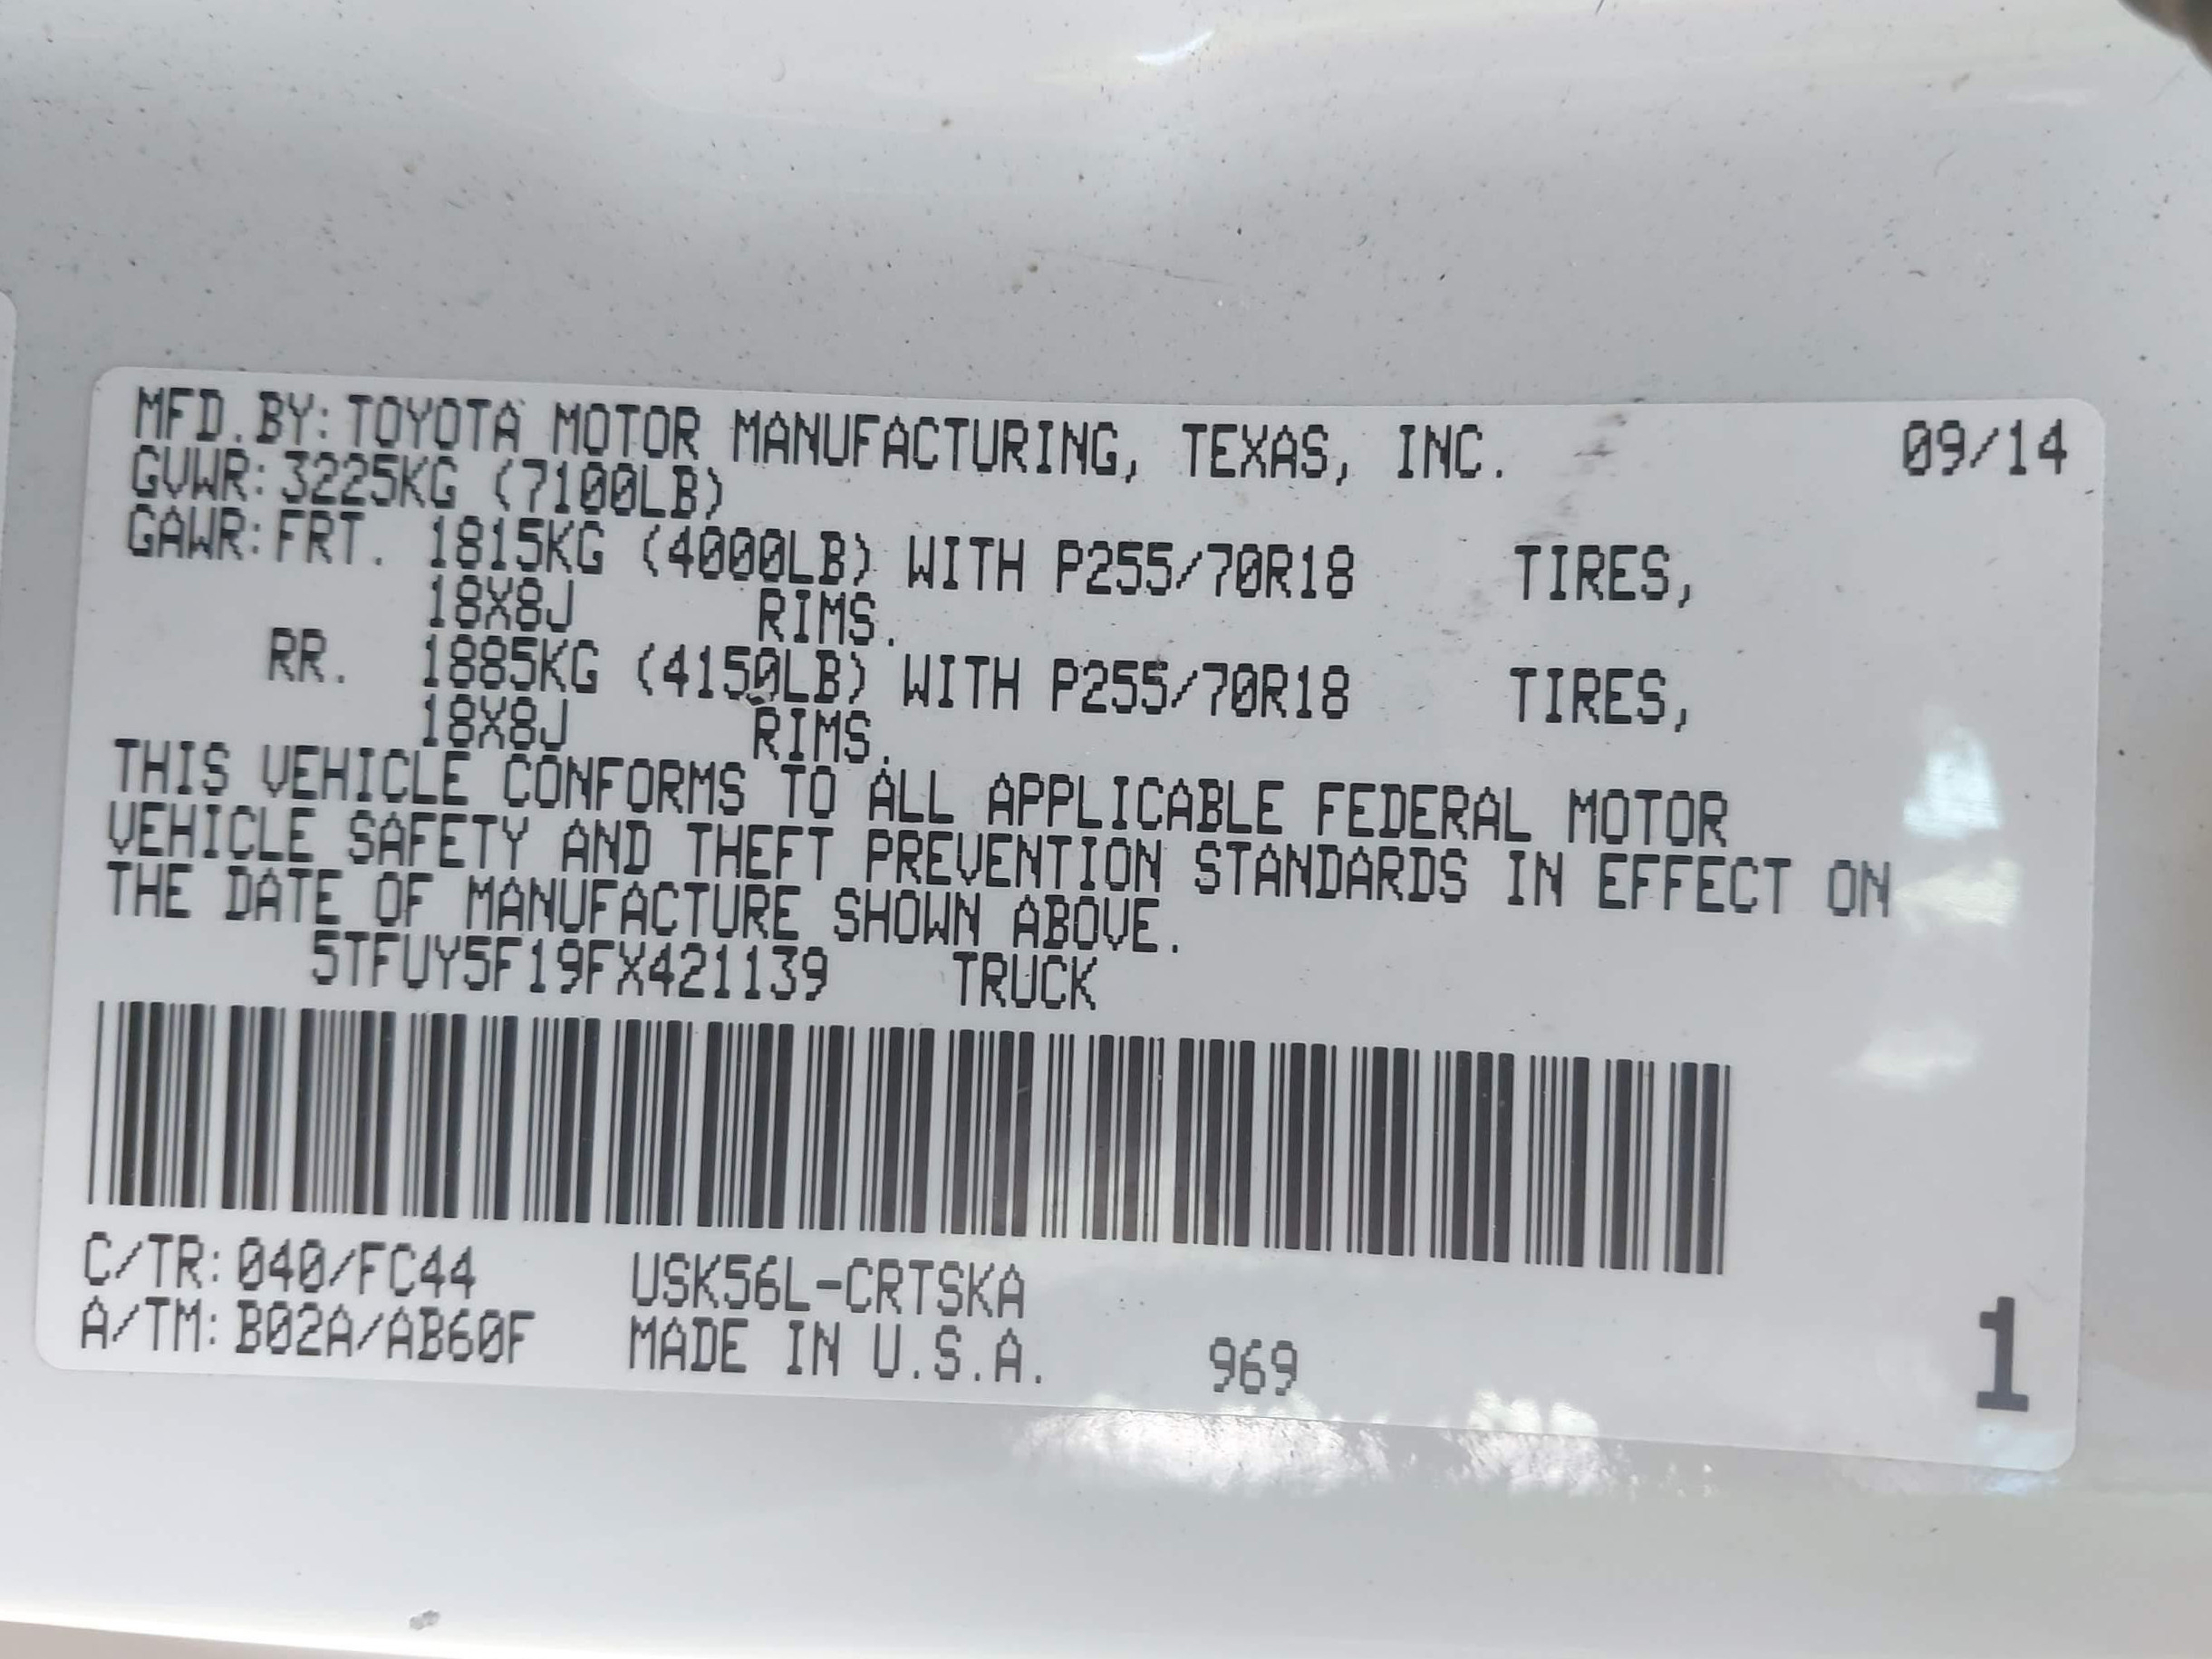 MFD.BY:TOYOTA MOTOR MANUFACTURING, TEXAS, INC. 09/14
GVWR:3225KG (7100LB)
GAWR:FRT. 1815KG (4000LB) WITH P255/70R18 TIRES,
18X8J RIMS.
RR. 1885KG (4150LB) WITH P255/70R18 TIRES,
18X8J RIMS.
THIS VEHICLE CONFORMS TO ALL APPLICABLE FEDERAL MOTOR
VEHICLE SAFETY AND THEFT PREVENTION STANDARDS IN EFFECT ON
THE DATE OF MANUFACTURE SHOWN ABOVE.
5TFUY5F19FX421139 TRUCK
C/TR:040/FC44 USK56L-CRTSKA
A/TM:B02A/AB60F MADE IN U.S.A. 969 1